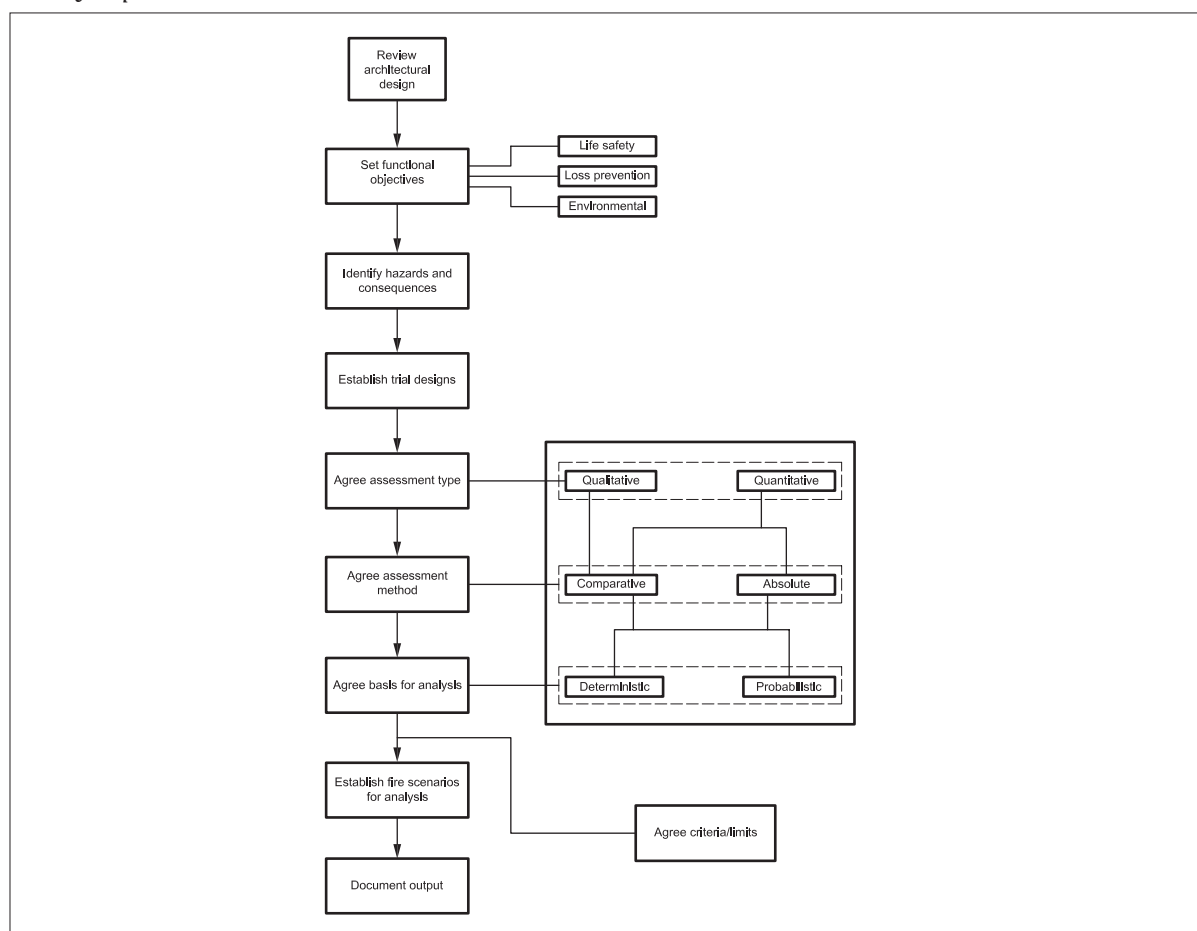 Review
architectural
design
Set functional
objectives
Life safety
Loss prevention
Environmental
Identify hazards and
consequences
Establish trial designs
Agree assessment type
Qualitative
Quantitative
Agree assessment
method
Comparative
Absolute
Agree basis for analysis
Deterministic
Probabilistic
Establish fire scenarios
for analysis
Agree criteria/limits
Document output